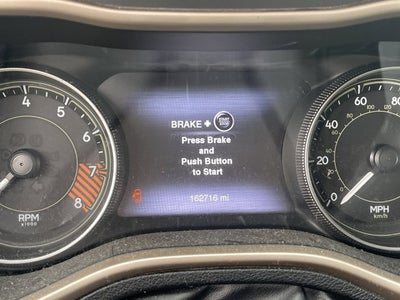 4
5
6
7
8
RPM
x1000
BRAKE +
START
Press Brake
and
Push Button
to Start
162716 mi
0
20
40
60
80
MPH
km/h